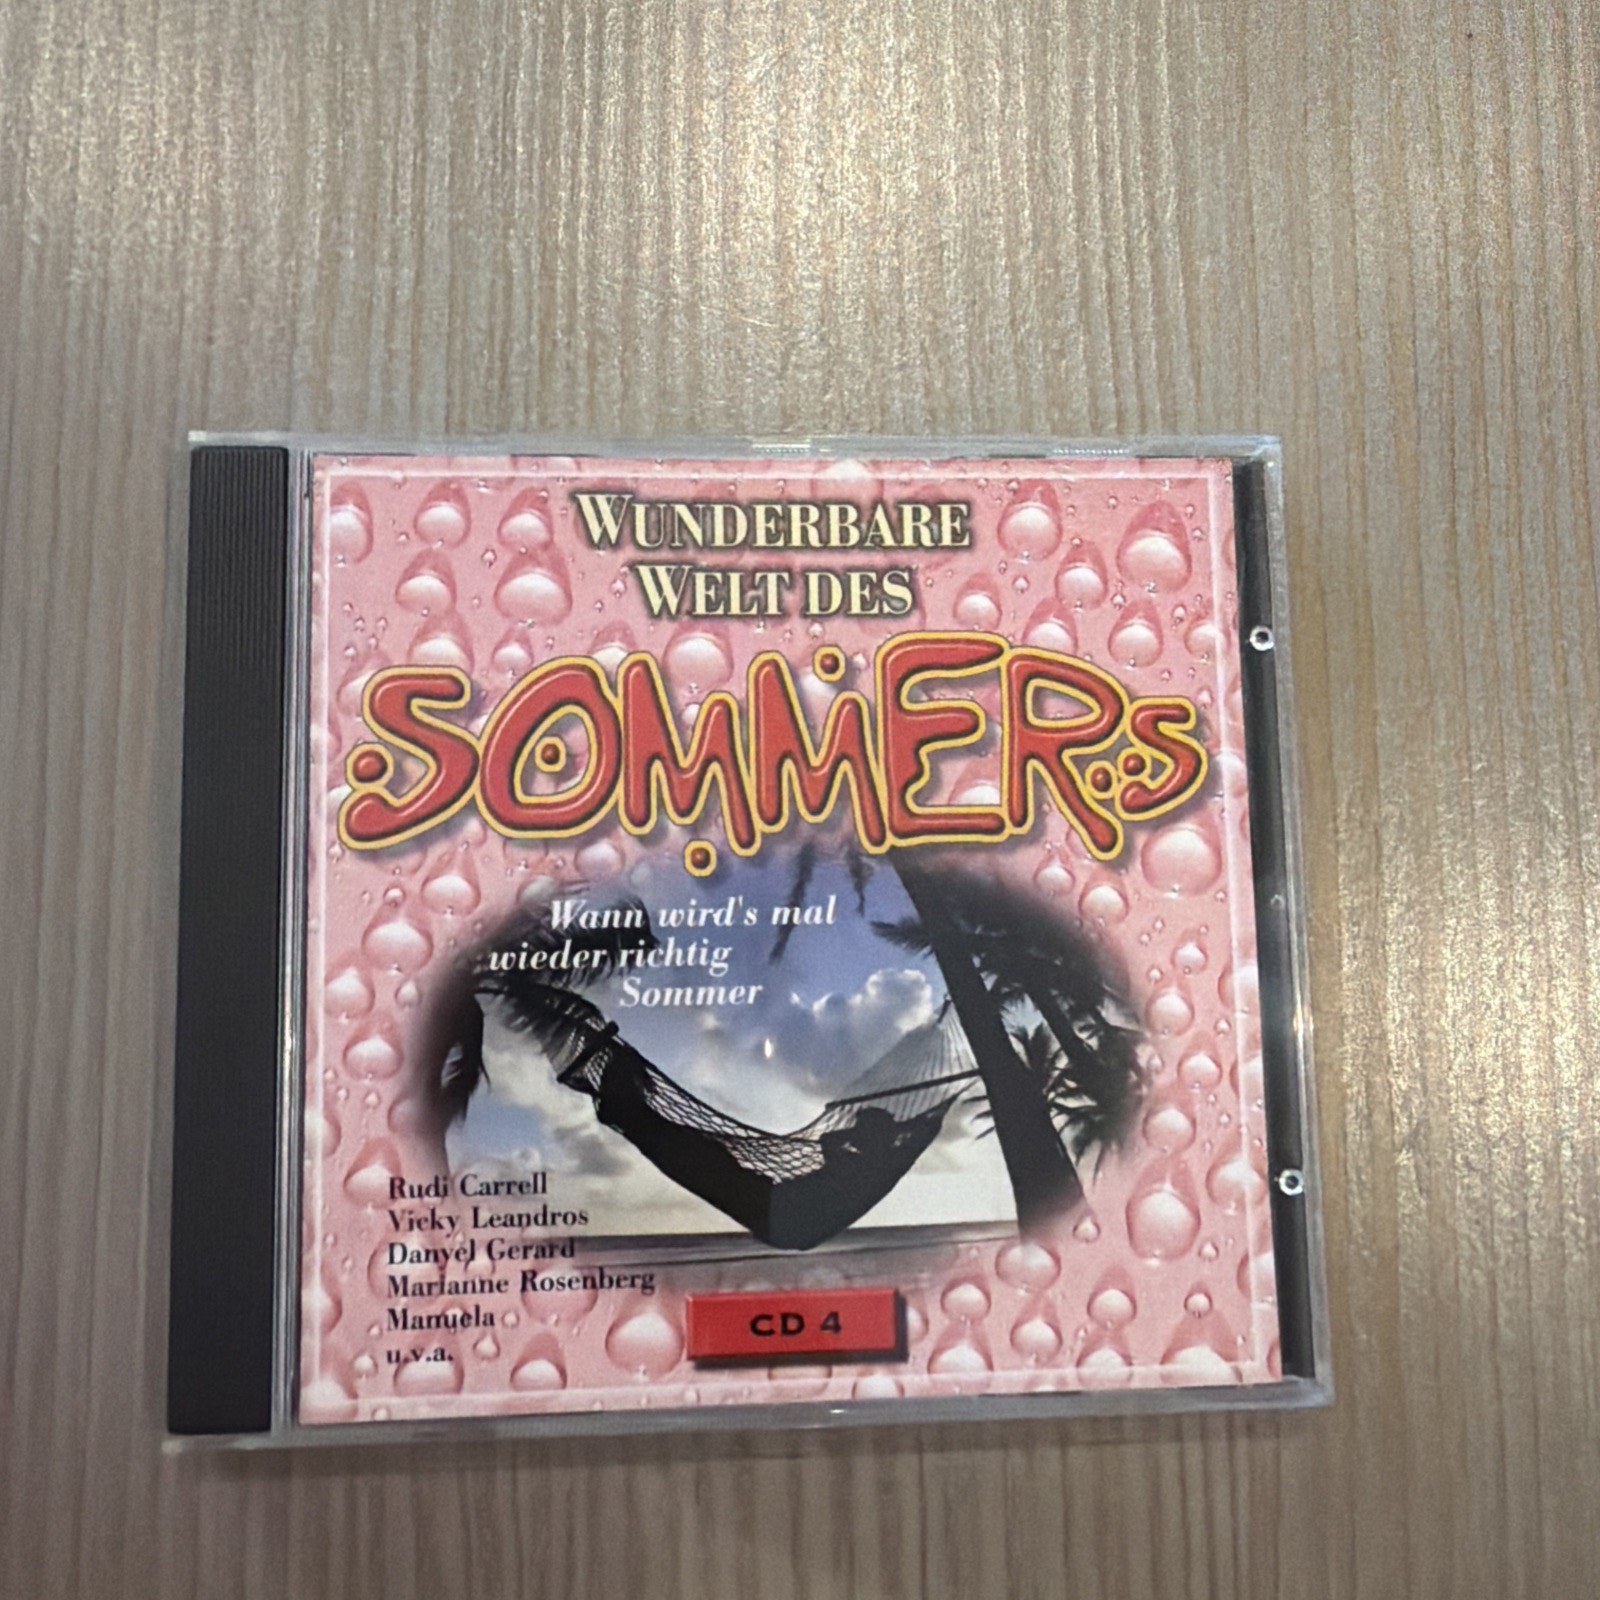 WUNDERBARE
WELT DES
SOMMERS
Wann wird's mal
wieder richtig
Sommer
Rudi Carrell
Vicky Leandros
Danyel Gerard
Marianne Rosenberg
Manuela
u.v.a.
CD 4